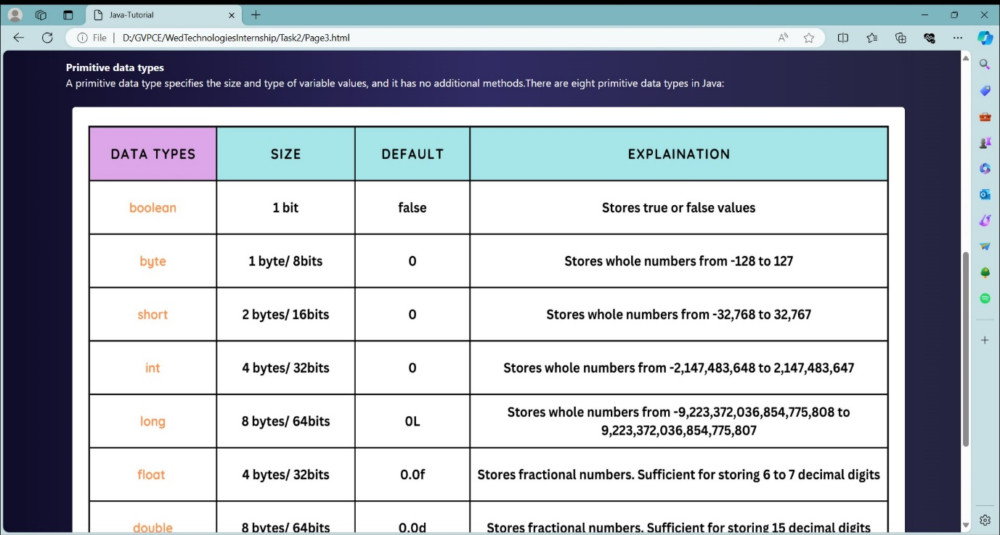 Java-Tutorial
File | D:/GVPCE/WedTechnologiesInternship/Task2/Page3.html
Primitive data types
A primitive data type specifies the size and type of variable values, and it has no additional methods.There are eight primitive data types in Java:
DATA TYPES SIZE DEFAULT EXPLAINATION
boolean 1 bit false Stores true or false values
byte 1 byte/ 8bits 0 Stores whole numbers from -128 to 127
short 2 bytes/ 16bits 0 Stores whole numbers from -32,768 to 32,767
int 4 bytes/ 32bits 0 Stores whole numbers from -2,147,483,648 to 2,147,483,647
long 8 bytes/ 64bits 0L Stores whole numbers from -9,223,372,036,854,775,808 to
9,223,372,036,854,775,807
float 4 bytes/ 32bits 0.0f Stores fractional numbers. Sufficient for storing 6 to 7 decimal digits
double 8 bytes/ 64bits 0.0d Stores fractional numbers. Sufficient for storing 15 decimal digits